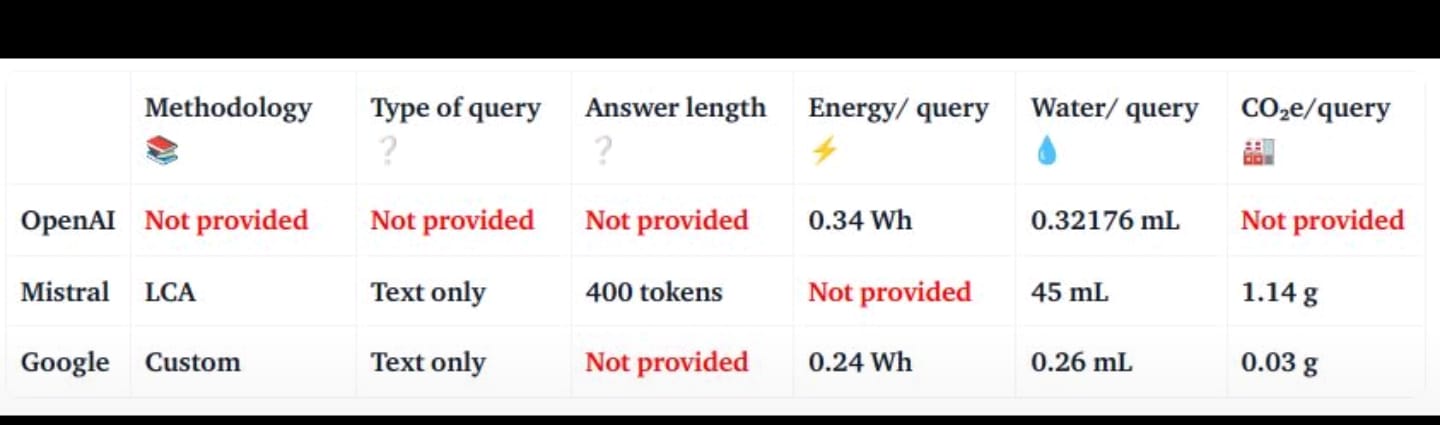 Methodology Type of query Answer length Energy/ query Water/ query CO₂e/query
📚 ❔ ❔ ⚡ 💧 🏭
OpenAI Not provided Not provided Not provided 0.34 Wh 0.32176 mL Not provided
Mistral LCA Text only 400 tokens Not provided 45 mL 1.14 g
Google Custom Text only Not provided 0.24 Wh 0.26 mL 0.03 g